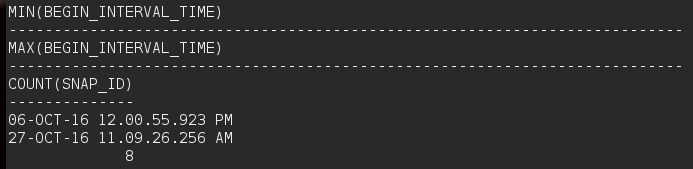 MIN(BEGIN_INTERVAL_TIME)
---------------------------------------------------------------------------
MAX(BEGIN_INTERVAL_TIME)
---------------------------------------------------------------------------
COUNT(SNAP_ID)
--------------
06-OCT-16 12.00.55.923 PM
27-OCT-16 11.09.26.256 AM
             8